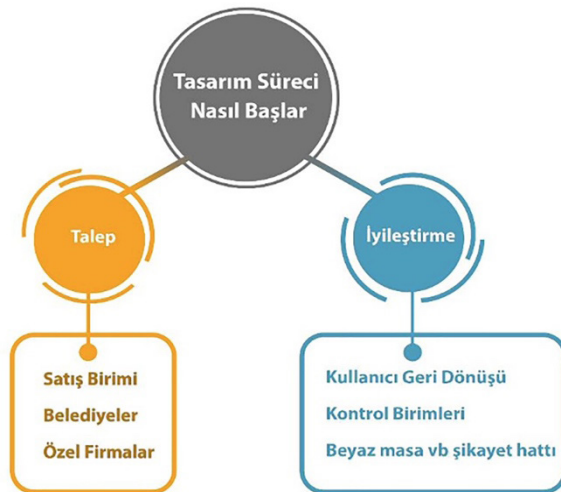 Tasarım Süreci
Nasıl Başlar
Talep
İyileştirme
Satış Birimi
Belediyeler
Özel Firmalar
Kullanıcı Geri Dönüşü
Kontrol Birimleri
Beyaz masa vb şikayet hattı